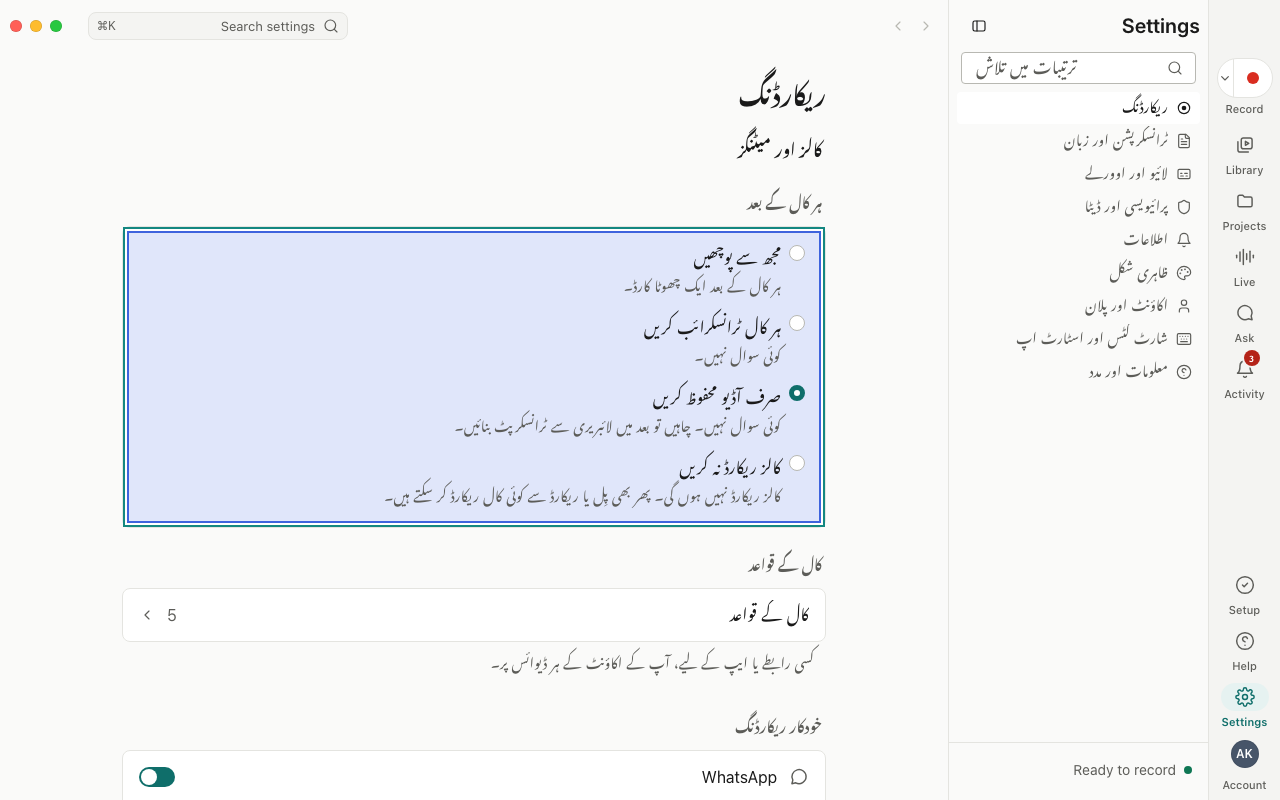 ⌘K
Search settings
Settings
ترتیبات میں تلاش
ریکارڈنگ
ٹرانسکرپشن اور زبان
لائیو اور اوورلے
پرائیویسی اور ڈیٹا
اطلاعات
ظاہری شکل
اکاؤنٹ اور پلان
شارٹ کٹس اور اسٹارٹ اپ
معلومات اور مدد
Ready to record
Record
Library
Projects
Live
Ask
3
Activity
Setup
Help
Settings
AK
Account
ریکارڈنگ
کالز اور میٹنگز
ہر کال کے بعد
مجھ سے پوچھیں
ہر کال کے بعد ایک چھوٹا کارڈ۔
ہر کال ٹرانسکرائب کریں
کوئی سوال نہیں۔
صرف آڈیو محفوظ کریں
کوئی سوال نہیں۔ چاہیں تو بعد میں لائبریری سے ٹرانسکرپٹ بنائیں۔
کالز ریکارڈ نہ کریں
کالز ریکارڈ نہیں ہوں گی۔ پھر بھی پل یا ریکارڈ سے کوئی کال ریکارڈ کر سکتے ہیں۔
کال کے قواعد
کال کے قواعد
5
کسی رابطے یا ایپ کے لیے، آپ کے اکاؤنٹ کے ہر ڈیوائس پر۔
خودکار ریکارڈنگ
WhatsApp